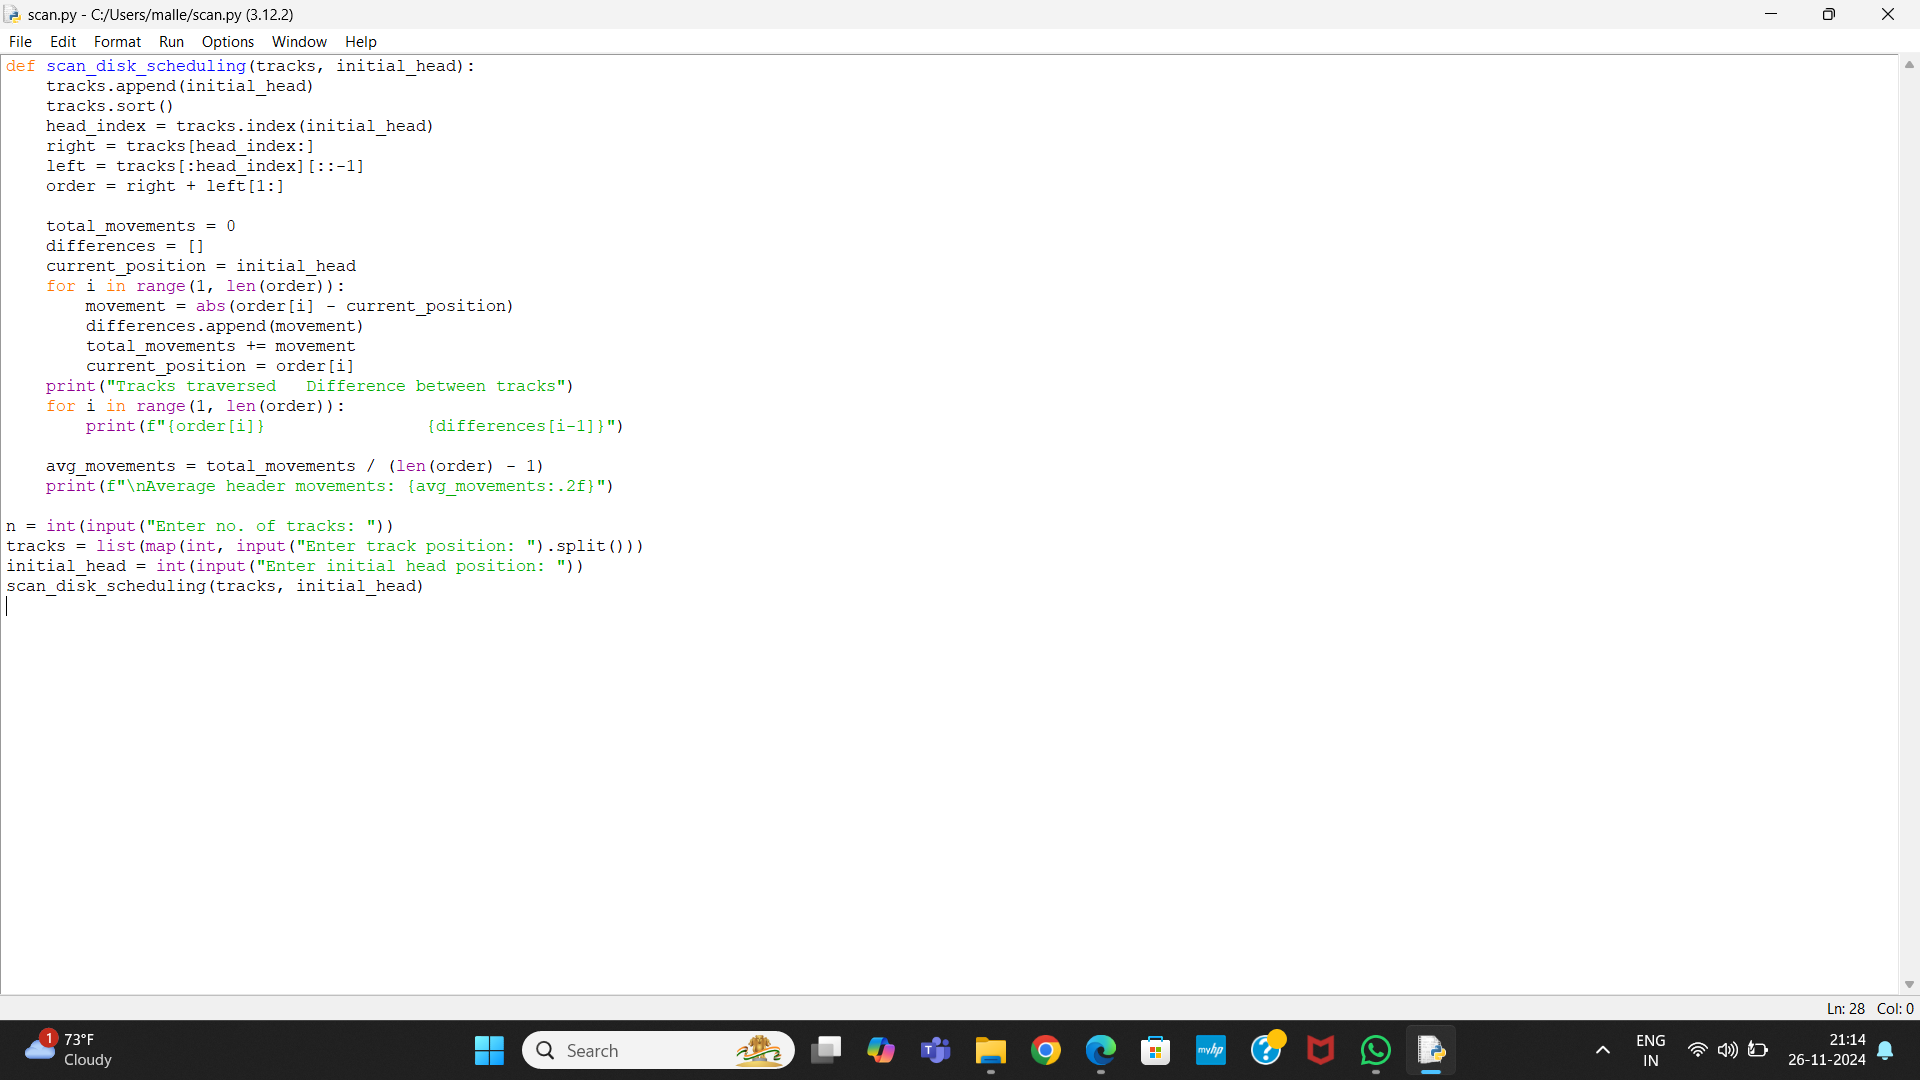 scan.py - C:/Users/malle/scan.py (3.12.2)
File Edit Format Run Options Window Help
def scan_disk_scheduling(tracks, initial_head):
    tracks.append(initial_head)
    tracks.sort()
    head_index = tracks.index(initial_head)
    right = tracks[head_index:]
    left = tracks[:head_index][::-1]
    order = right + left[1:]

    total_movements = 0
    differences = []
    current_position = initial_head
    for i in range(1, len(order)):
        movement = abs(order[i] - current_position)
        differences.append(movement)
        total_movements += movement
        current_position = order[i]
    print("Tracks traversed   Difference between tracks")
    for i in range(1, len(order)):
        print(f"{order[i]}                {differences[i-1]}")

    avg_movements = total_movements / (len(order) - 1)
    print(f"\nAverage header movements: {avg_movements:.2f}")

n = int(input("Enter no. of tracks: "))
tracks = list(map(int, input("Enter track position: ").split()))
initial_head = int(input("Enter initial head position: "))
scan_disk_scheduling(tracks, initial_head)
Ln: 28 Col: 0
1
73°F
Cloudy
Search
T
myhp
?
ENG
IN
21:14
26-11-2024